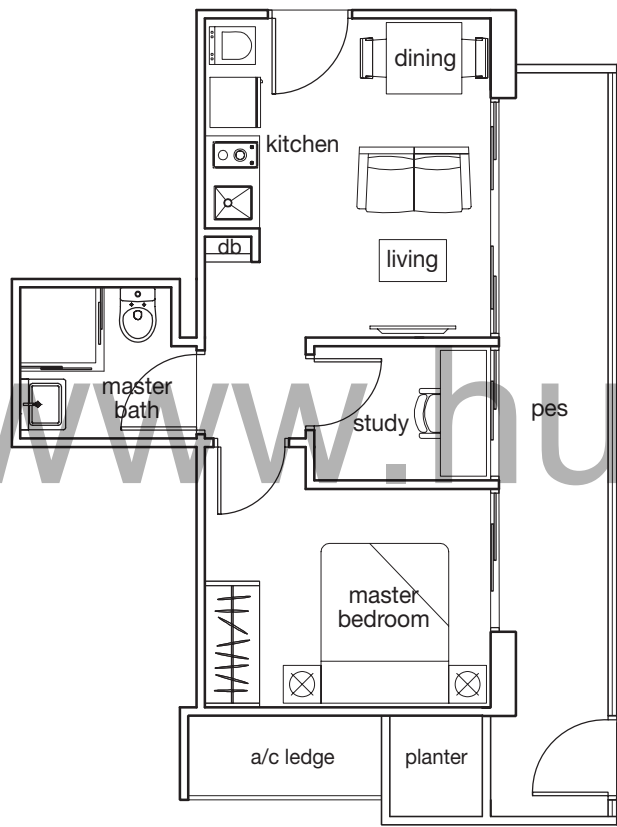 dining
kitchen
db
living
master
bath
study
pes
www.hu
master
bedroom
a/c ledge
planter